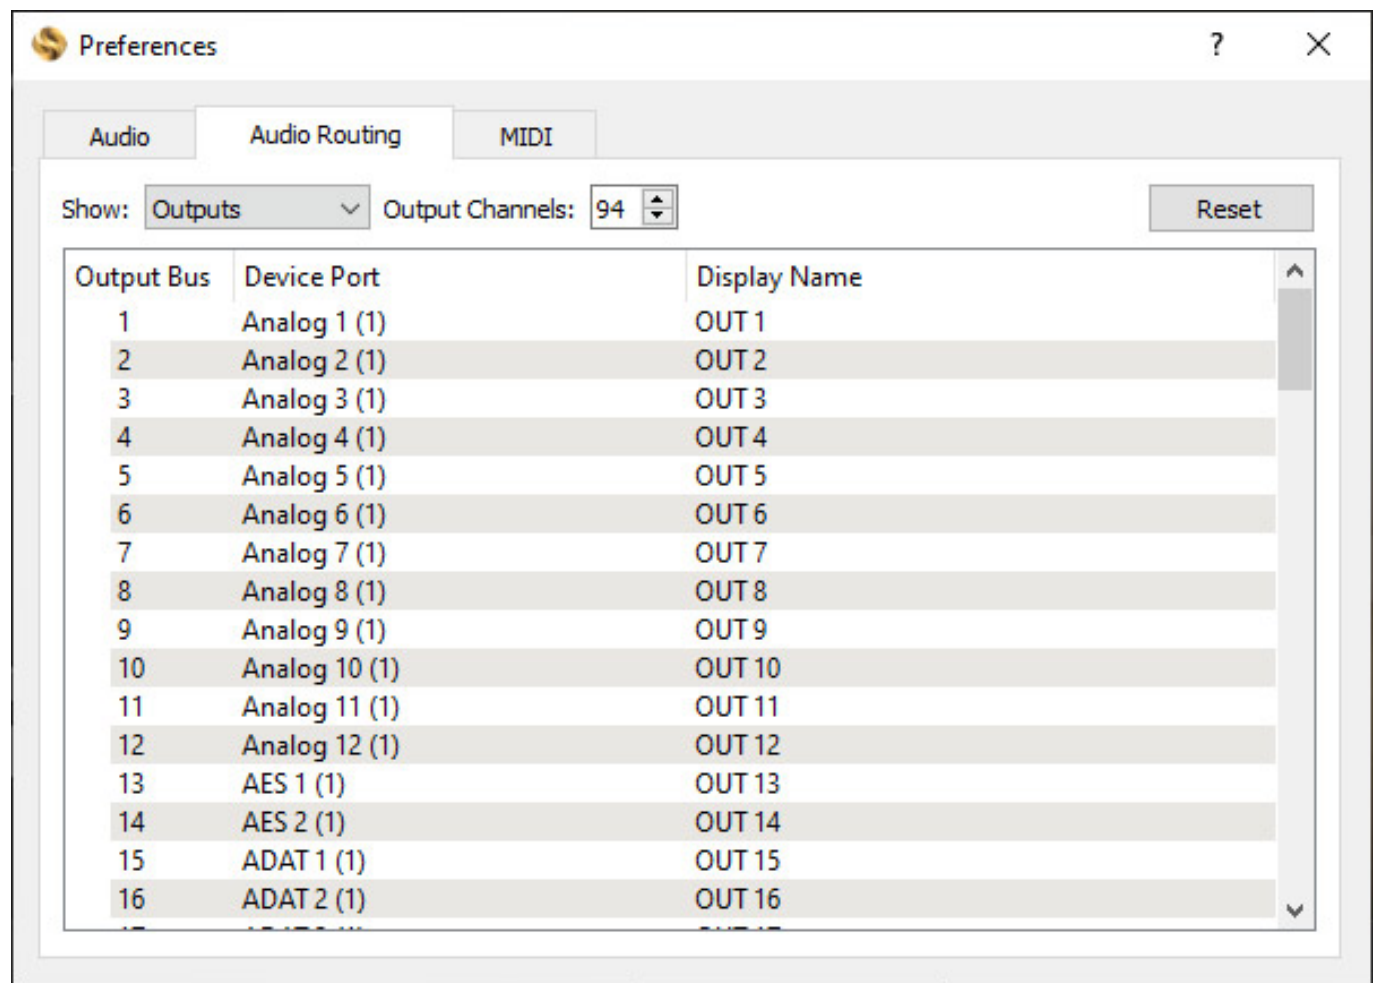 Preferences ?
Audio Audio Routing MIDI
Show: Outputs Output Channels: 94 Reset
Output Bus Device Port Display Name
1 Analog 1 (1) OUT 1
2 Analog 2 (1) OUT 2
3 Analog 3 (1) OUT 3
4 Analog 4 (1) OUT 4
5 Analog 5 (1) OUT 5
6 Analog 6 (1) OUT 6
7 Analog 7 (1) OUT 7
8 Analog 8 (1) OUT 8
9 Analog 9 (1) OUT 9
10 Analog 10 (1) OUT 10
11 Analog 11 (1) OUT 11
12 Analog 12 (1) OUT 12
13 AES 1 (1) OUT 13
14 AES 2 (1) OUT 14
15 ADAT 1 (1) OUT 15
16 ADAT 2 (1) OUT 16